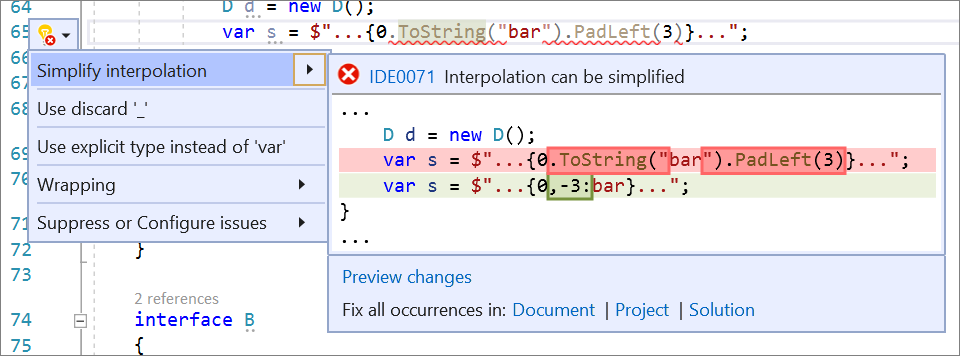 64 D d = new D();
65 var s = $"...{0.ToString("bar").PadLeft(3)}...";
66
Simplify interpolation
IDE0071 Interpolation can be simplified
67
68
Use discard '_'
...
D d = new D();
Use explicit type instead of 'var'
69
var s = $"...{0.ToString("bar").PadLeft(3)}...";
70
Wrapping
var s = $"...{0,-3:bar}...";
}
71
Suppress or Configure issues
...
72 }
73
Preview changes
2 references
Fix all occurrences in: Document | Project | Solution
74 interface B
75 {